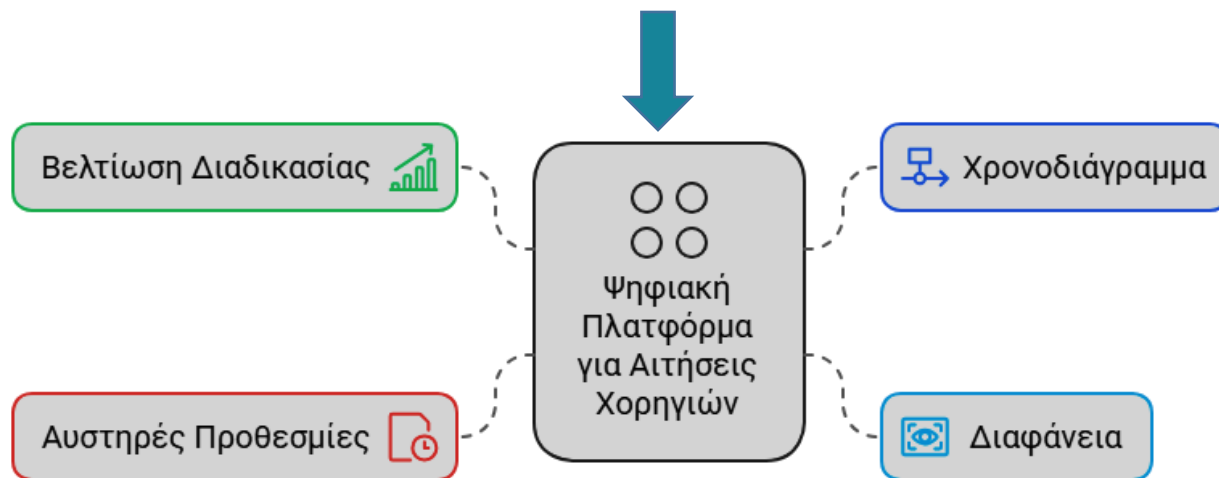 Βελτίωση Διαδικασίας
Χρονοδιάγραμμα
Ψηφιακή
Πλατφόρμα
για Αιτήσεις
Χορηγιών
Αυστηρές Προθεσμίες
Διαφάνεια